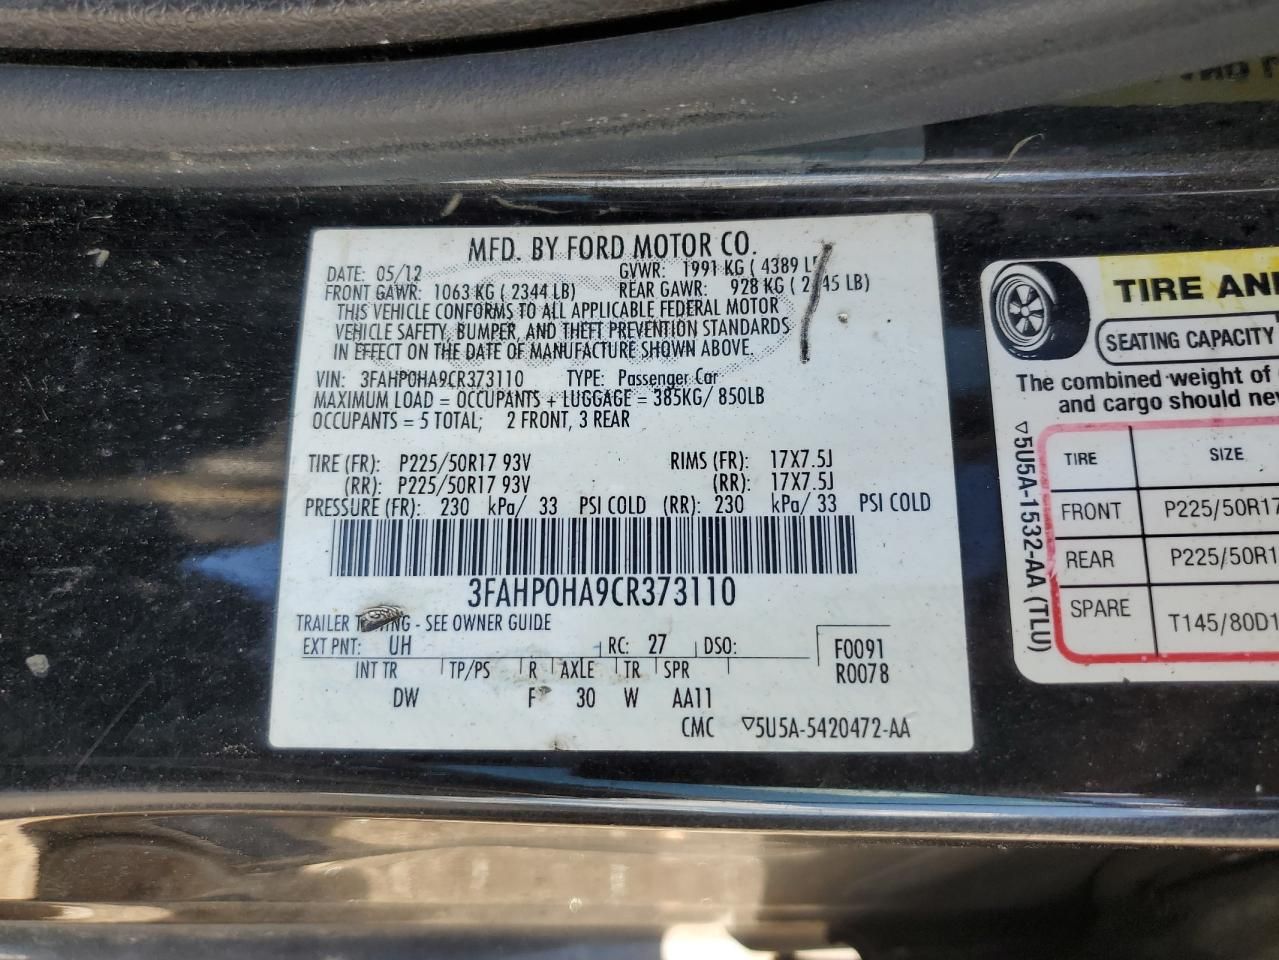 MFD. BY FORD MOTOR CO.
DATE: 05/12 GVWR: 1991 KG ( 4389
FRONT GAWR: 1063 KG ( 2344 LB) REAR GAWR: 928 KG ( LB)
THIS VEHICLE CONFORMS TO ALL APPLICABLE FEDERAL MOTOR
VEHICLE SAFETY, BUMPER, AND THEFT PREVENTION STANDARDS
IN EFFECT ON THE DATE OF MANUFACTURE SHOWN ABOVE.
VIN: 3FAHP0HA9CR373110 TYPE: Passenger Car
MAXIMUM LOAD = OCCUPANTS + LUGGAGE = 385KG/ 850LB
OCCUPANTS = 5 TOTAL; 2 FRONT, 3 REAR
TIRE (FR): P225/50R17 93V RIMS (FR): 17X7.5J
(RR): P225/50R17 93V (RR): 17X7.5J
PRESSURE (FR): 230 kPa/ 33 PSI COLD (RR): 230 kPa/ 33 PSI COLD
3FAHP0HA9CR373110
TRAILER - SEE OWNER GUIDE
EXT PNT: UH RC: 27 DSO: F0091
R0078
INT TR TP/PS R AXLE TR SPR
DW F 30 W AA11
CMC ▽5U5A-5420472-AA
TIRE AN
SEATING CAPACITY
The combined weight of
and cargo should nev
▽5U5A-1532-AA (TLU)
TIRE SIZE
FRONT P225/50R17
REAR P225/50R1
SPARE T145/80D1